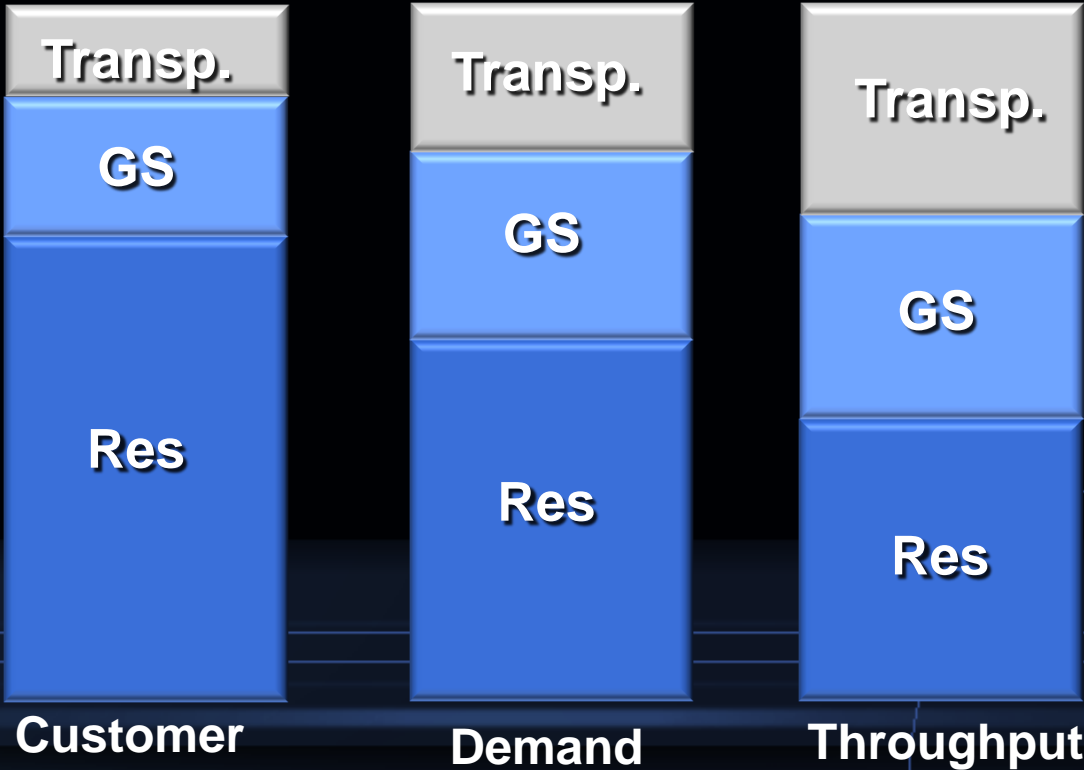 Transp.
GS
Res
Customer
Transp.
GS
Res
Demand
Transp.
GS
Res
Throughput